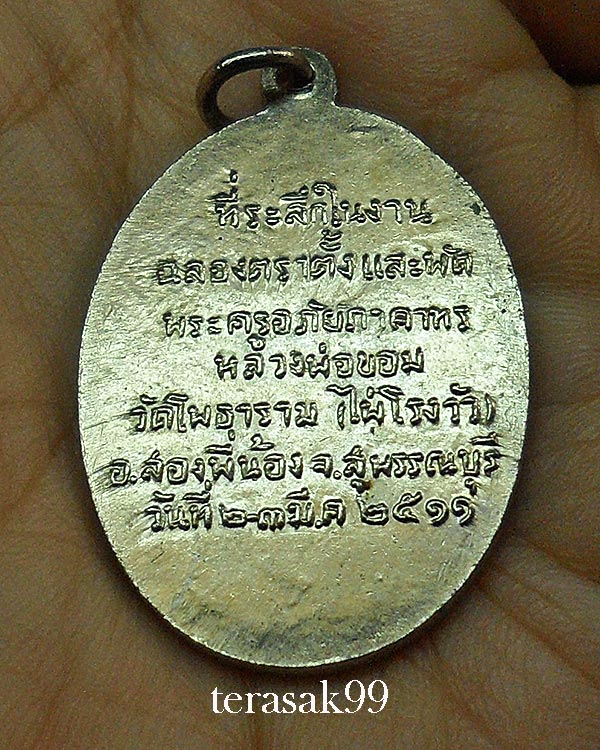 ที่ระลึกในงาน
ฉลองตราตั้งและพัด
พระครูอภัยภาดาทร
หลวงพ่อขอม
วัดโพธาราม (ไผ่โรงวัว)
อ.สองพี่น้อง จ.สุพรรณบุรี
วันที่ ๒-๓ มี.ค ๒๕๑๑
terasak99